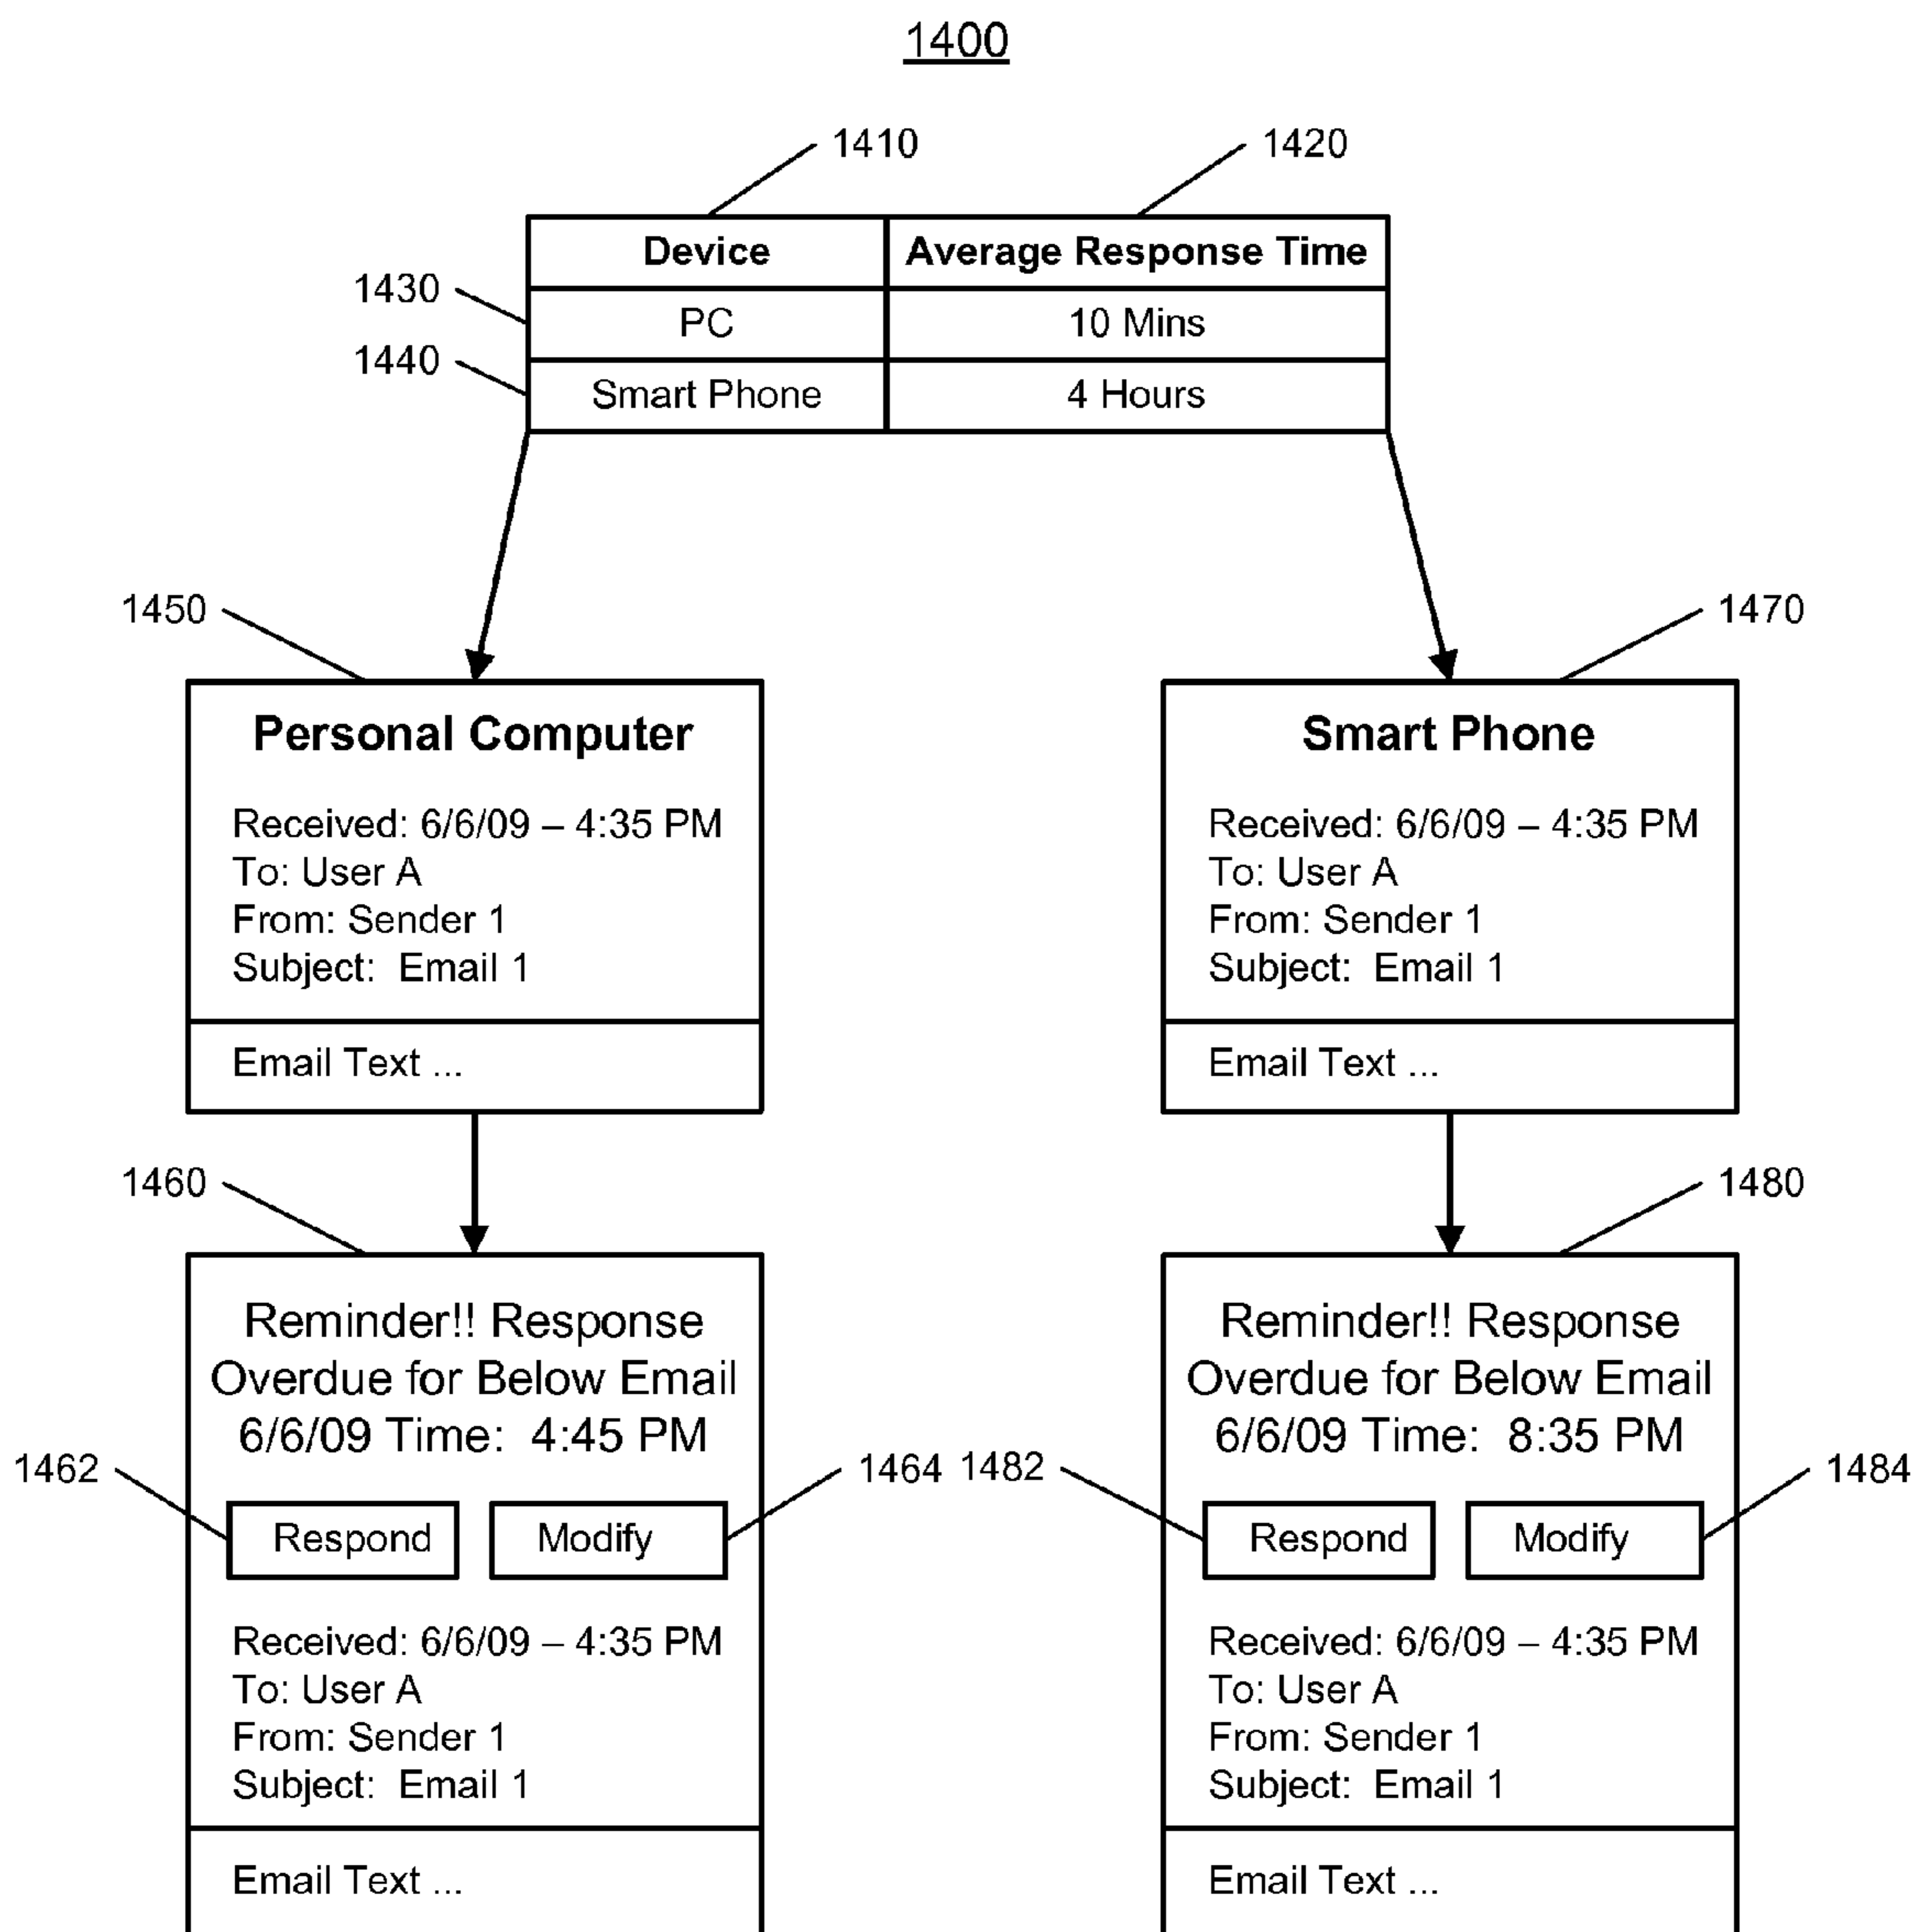 1400
1410
1420
Device
Average Response Time
1430
PC
10 Mins
1440
Smart Phone
4 Hours
1450
1470
Personal Computer
Received: 6/6/09 – 4:35 PM
To: User A
From: Sender 1
Subject:  Email 1
Email Text ...
Smart Phone
Received: 6/6/09 – 4:35 PM
To: User A
From: Sender 1
Subject:  Email 1
Email Text ...
1460
1480
Reminder!! Response
Overdue for Below Email
6/6/09 Time:  4:45 PM
1462
1464
Respond
Modify
Received: 6/6/09 – 4:35 PM
To: User A
From: Sender 1
Subject:  Email 1
Email Text ...
Reminder!! Response
Overdue for Below Email
6/6/09 Time:  8:35 PM
1482
1484
Respond
Modify
Received: 6/6/09 – 4:35 PM
To: User A
From: Sender 1
Subject:  Email 1
Email Text ...